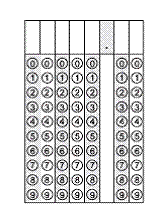 .
0 0 0 0 0 0 0
1 1 1 1 1 1 1
2 2 2 2 2 2 2
3 3 3 3 3 3 3
4 4 4 4 4 4 4
5 5 5 5 5 5 5
6 6 6 6 6 6 6
7 7 7 7 7 7 7
8 8 8 8 8 8 8
9 9 9 9 9 9 9